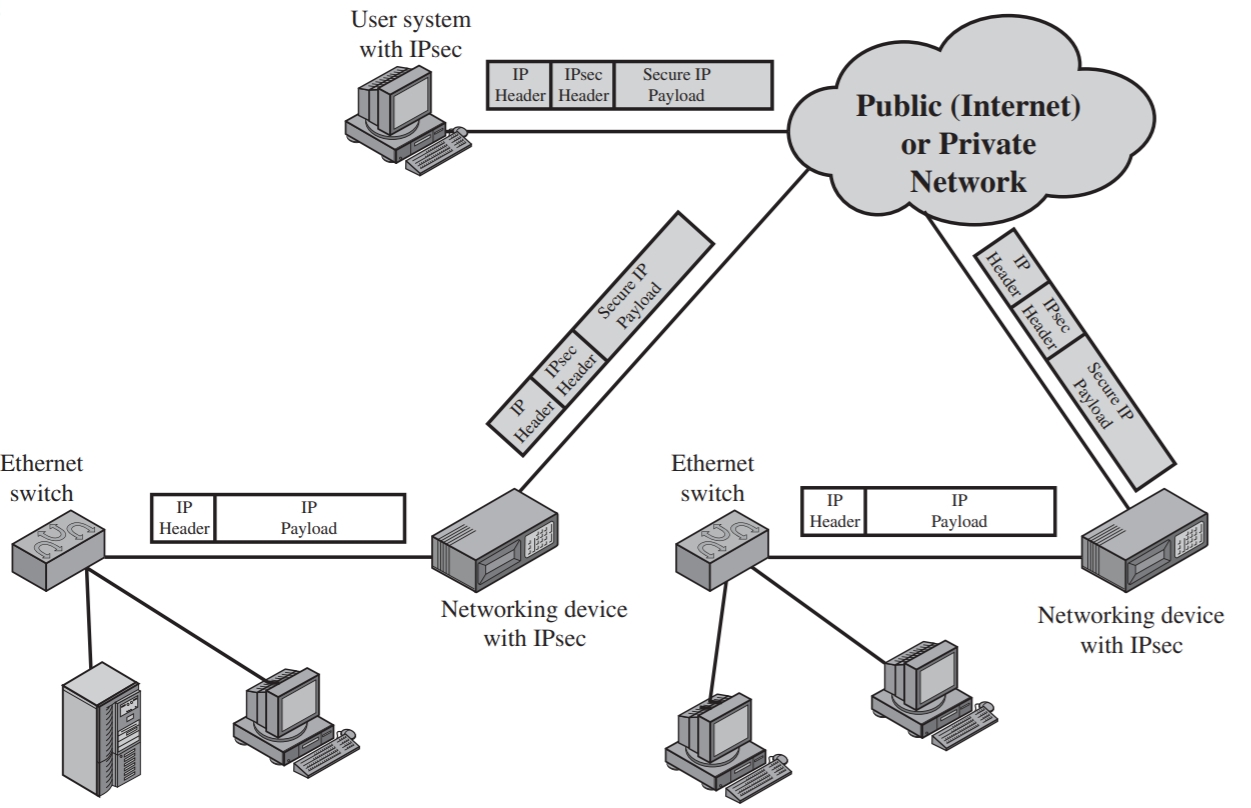 User system
with IPsec
IP
Header
IPsec
Header
Secure IP
Payload
Public (Internet)
or Private
Network
IP
Header
IPsec
Header
Secure IP
Payload
IP
Header
IPsec
Header
Secure IP
Payload
Ethernet
switch
IP
Header
IP
Payload
Networking device
with IPsec
Ethernet
switch
IP
Header
IP
Payload
Networking device
with IPsec